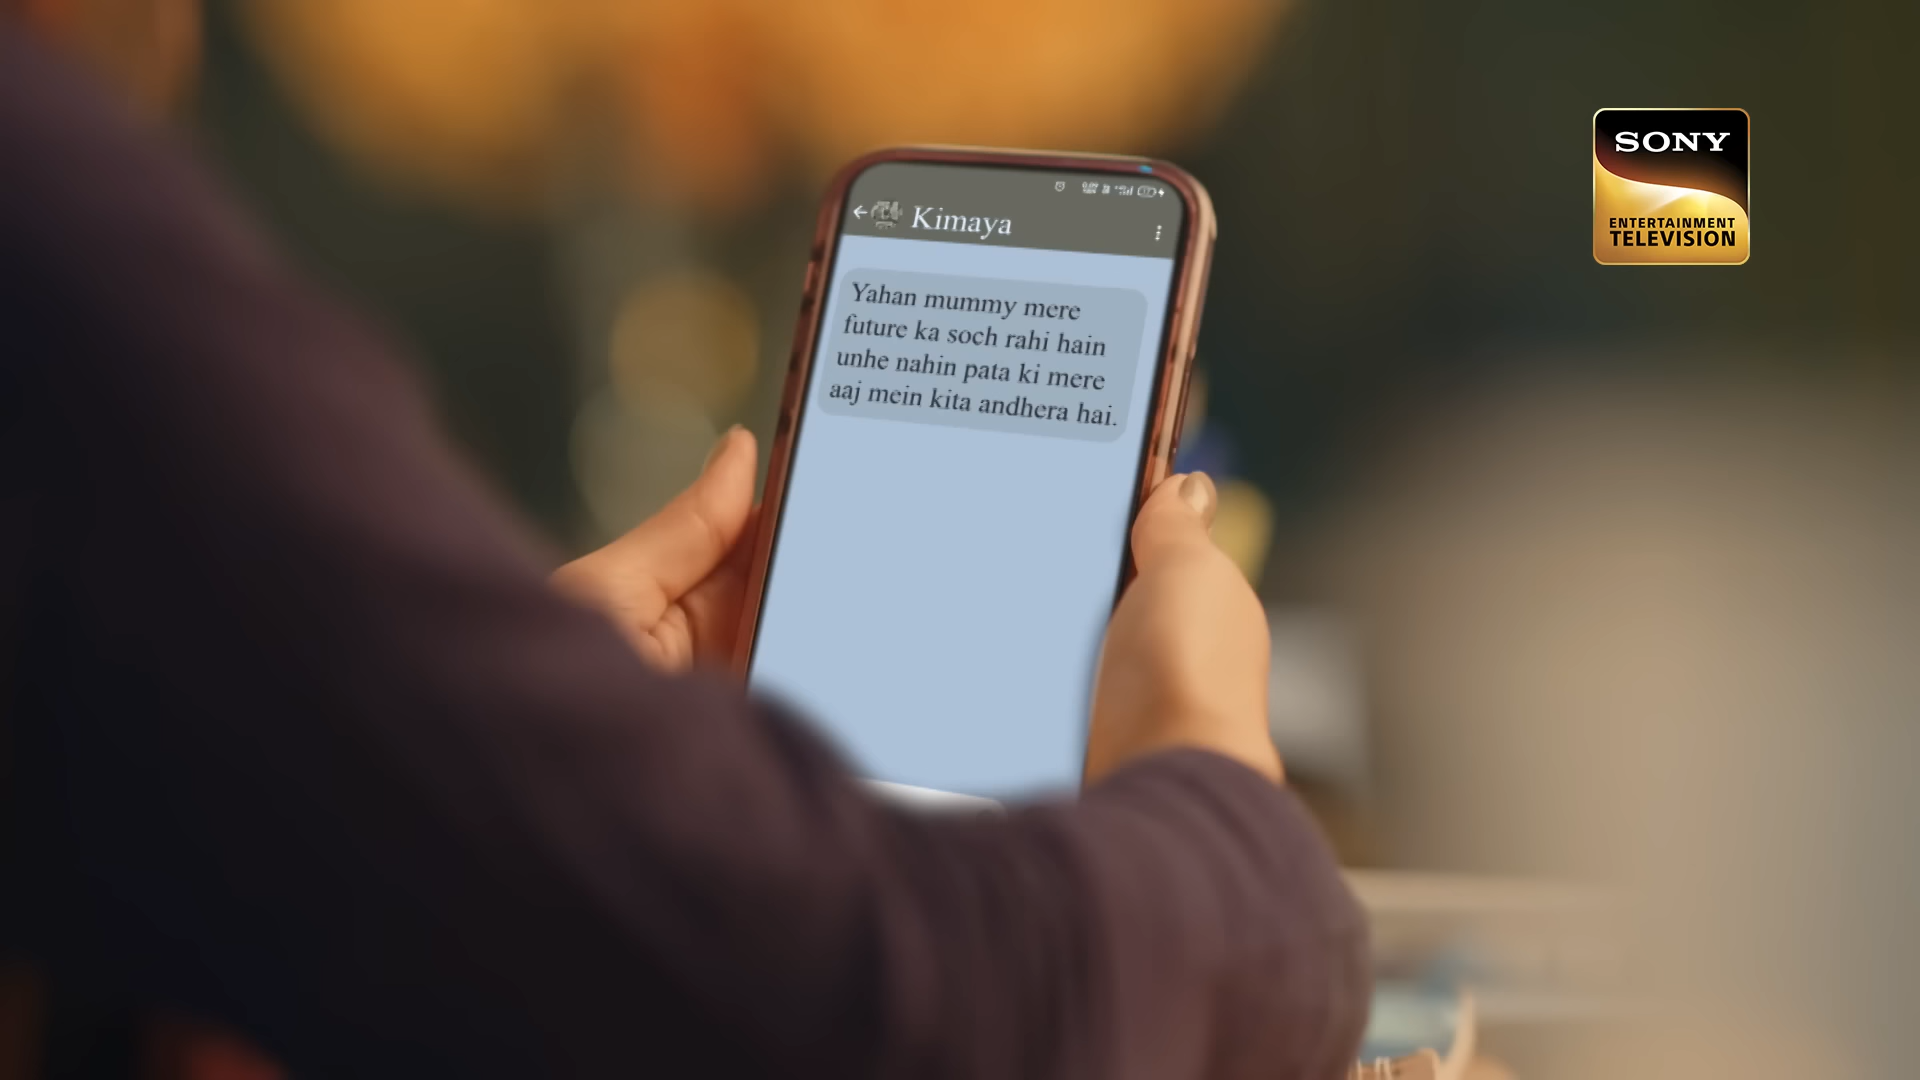 Kimaya
Yahan mummy mere
future ka soch rahi hain
unhe nahin pata ki mere
aaj mein kita andhera hai.
SONY
ENTERTAINMENT
TELEVISION